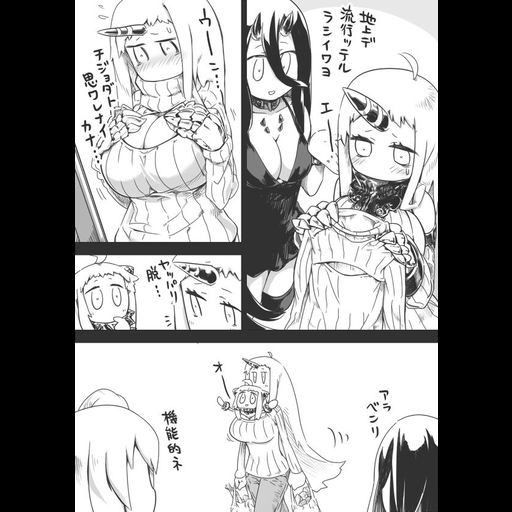 地上デ
流行ッテル
ラシイワヨ
エー…
ウーン…
チジョダト
思ワレナイ
カナ…
ヤッパリ
脱…
オー
アラ
ベンリ
機能的ネ